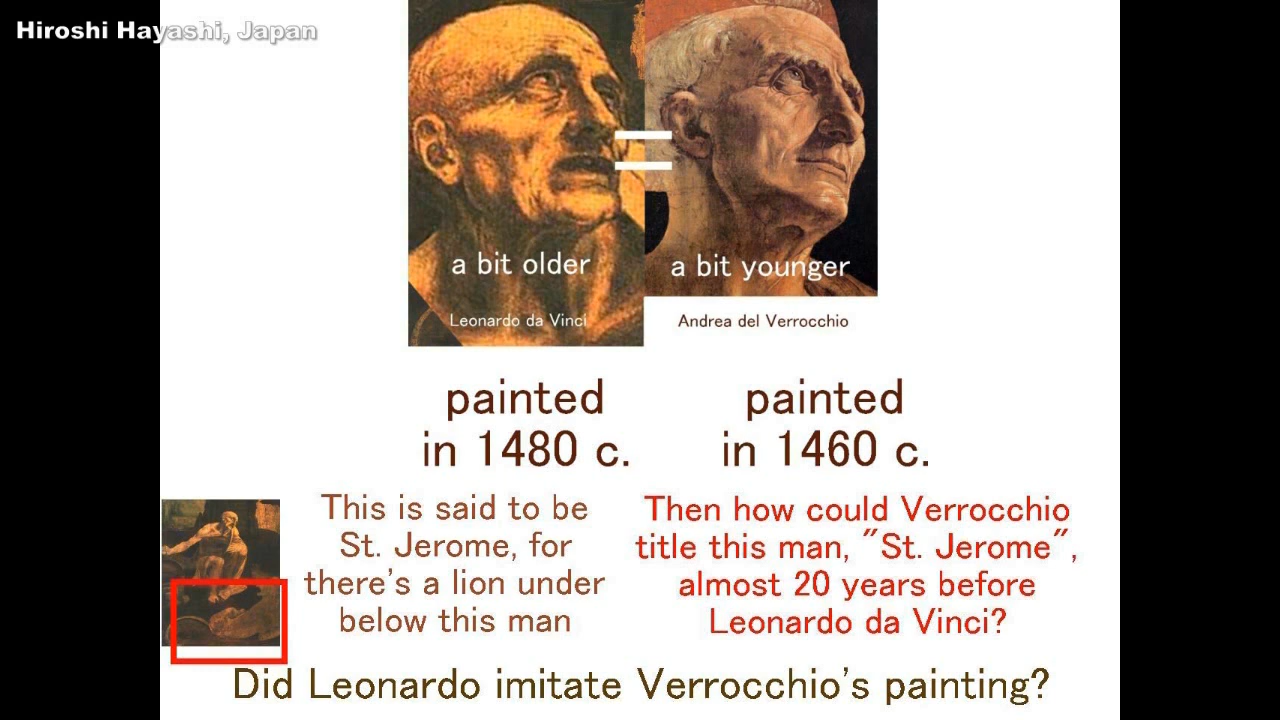 Hiroshi Hayashi, Japan
a bit older
a bit younger
Leonardo da Vinci
Andrea del Verrocchio
painted
in 1480 c.
painted
in 1460 c.
This is said to be
St. Jerome, for
there's a lion under
below this man
Then how could Verrocchio
title this man, "St. Jerome",
almost 20 years before
Leonardo da Vinci?
Did Leonardo imitate Verrocchio's painting?